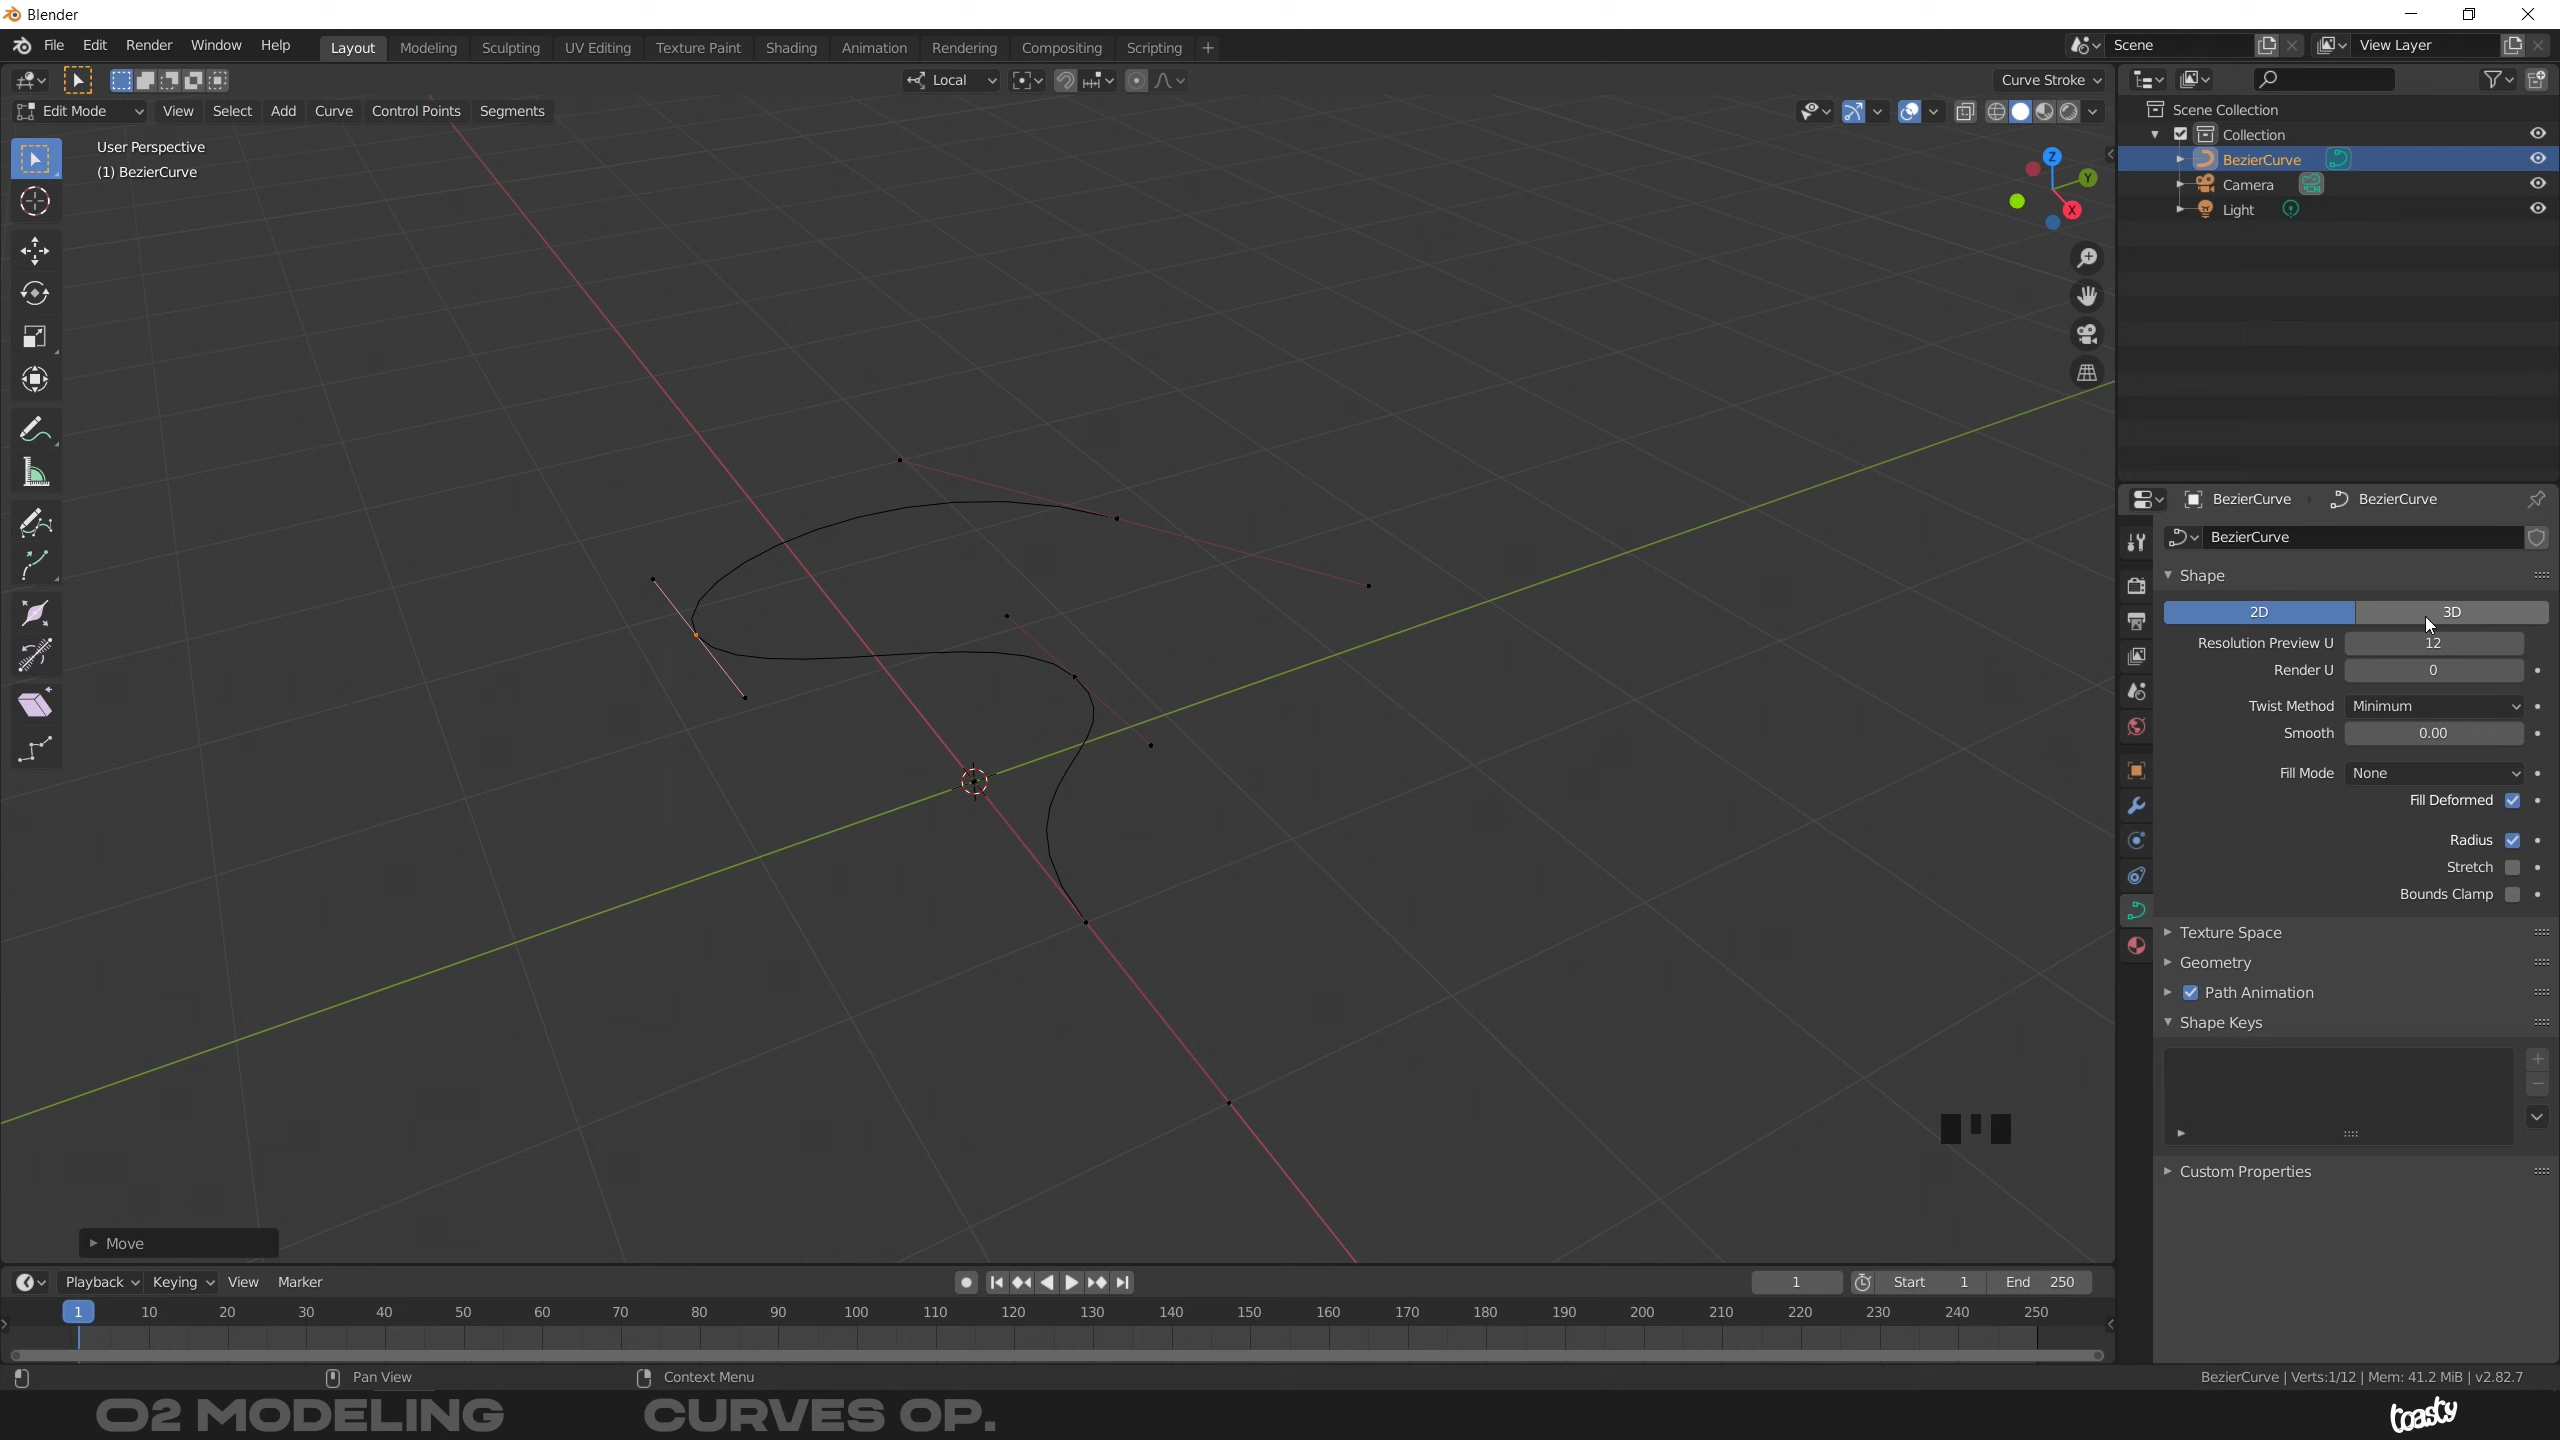 Blender
File Edit Render Window Help Layout Modeling Sculpting UV Editing Texture Paint Shading Animation Rendering Compositing Scripting + Scene View Layer
Local Curve Stroke
Edit Mode View Select Add Curve Control Points Segments
User Perspective
(1) BezierCurve
Z
Y
X
Scene Collection
Collection
BezierCurve
Camera
Light
BezierCurve BezierCurve
BezierCurve
Shape
2D 3D
Resolution Preview U 12
Render U 0
Twist Method Minimum
Smooth 0.00
Fill Mode None
Fill Deformed
Radius
Stretch
Bounds Clamp
Texture Space
Geometry
Path Animation
Shape Keys
Custom Properties
Move
Playback Keying View Marker 1 Start 1 End 250
1 10 20 30 40 50 60 70 80 90 100 110 120 130 140 150 160 170 180 190 200 210 220 230 240 250
Pan View Context Menu BezierCurve | Verts:1/12 | Mem: 41.2 MiB | v2.82.7
02 MODELING CURVES OP. toasty